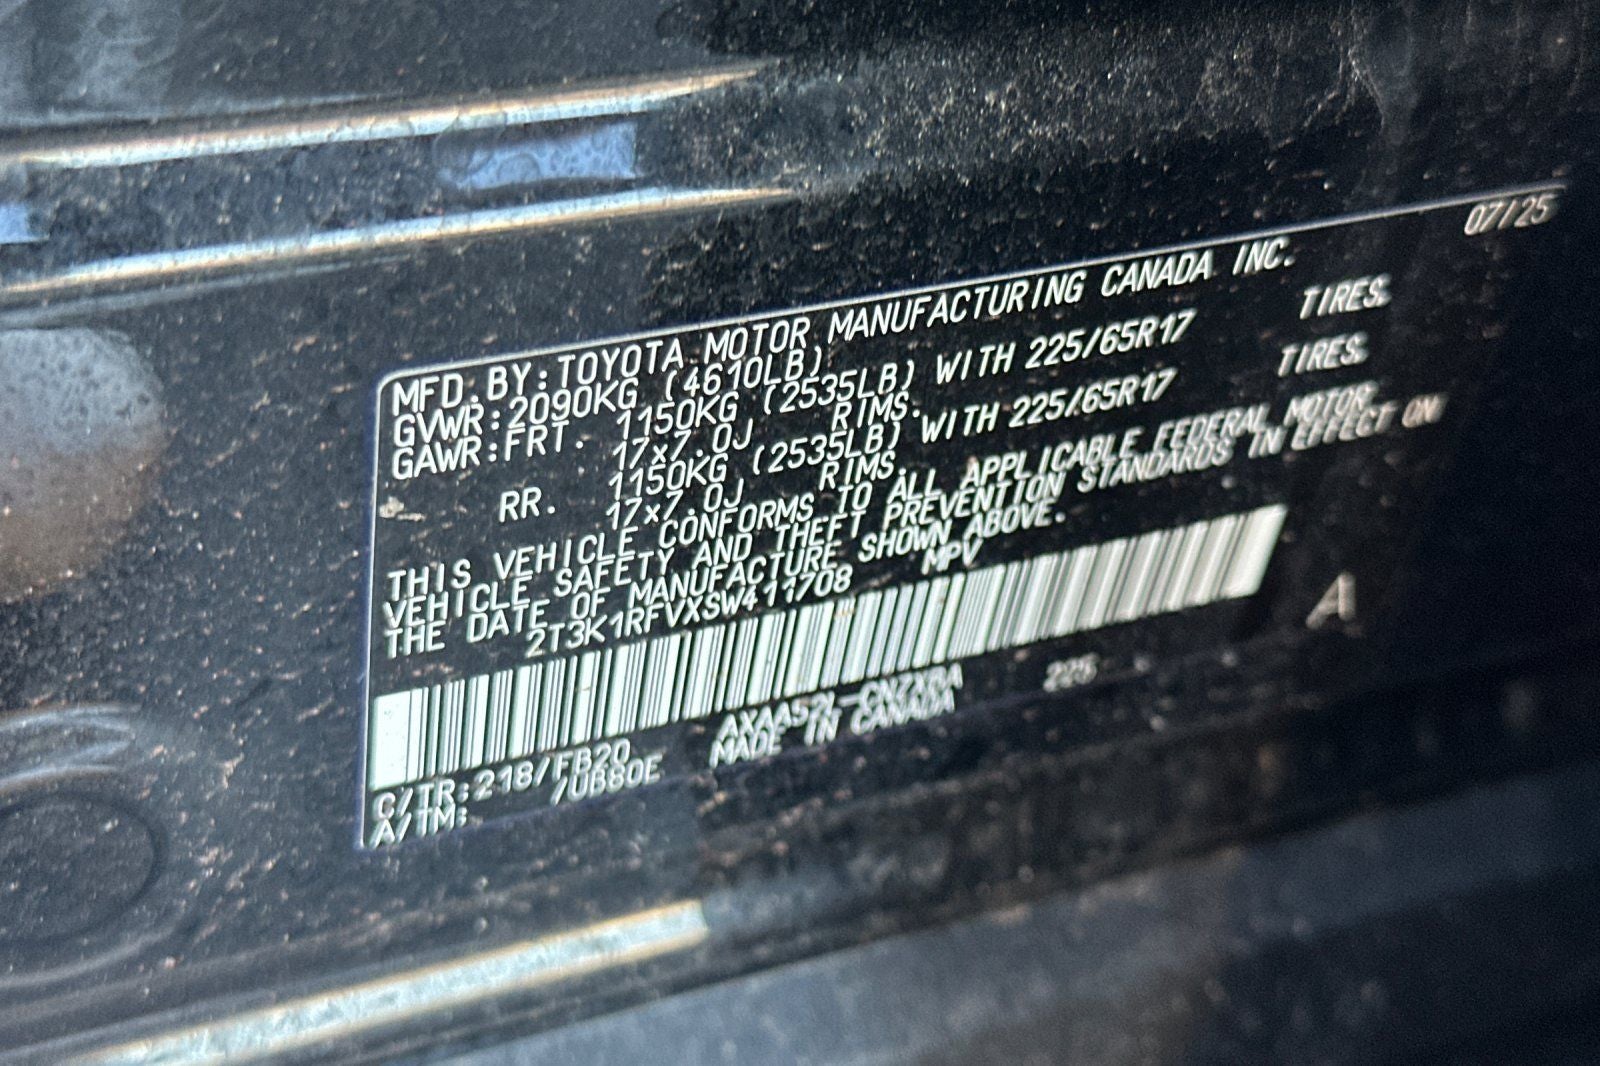 07/25
MFD. BY: TOYOTA MOTOR MANUFACTURING CANADA INC.
GVWR: 2090KG (4610LB)
GAWR: FRT. 1150KG (2535LB) WITH 225/65R17 TIRES.
17x7.0J RIMS.
RR. 1150KG (2535LB) WITH 225/65R17 TIRES.
17x7.0J RIMS.
THIS VEHICLE CONFORMS TO ALL APPLICABLE FEDERAL MOTOR
VEHICLE SAFETY AND THEFT PREVENTION STANDARDS IN EFFECT ON
THE DATE OF MANUFACTURE SHOWN ABOVE.
2T3K1RFVXSW411708 MPV
A
C/TR: 218/FB20 AXAA52L-CNZXBA 225
A/TM: /UB80E MADE IN CANADA